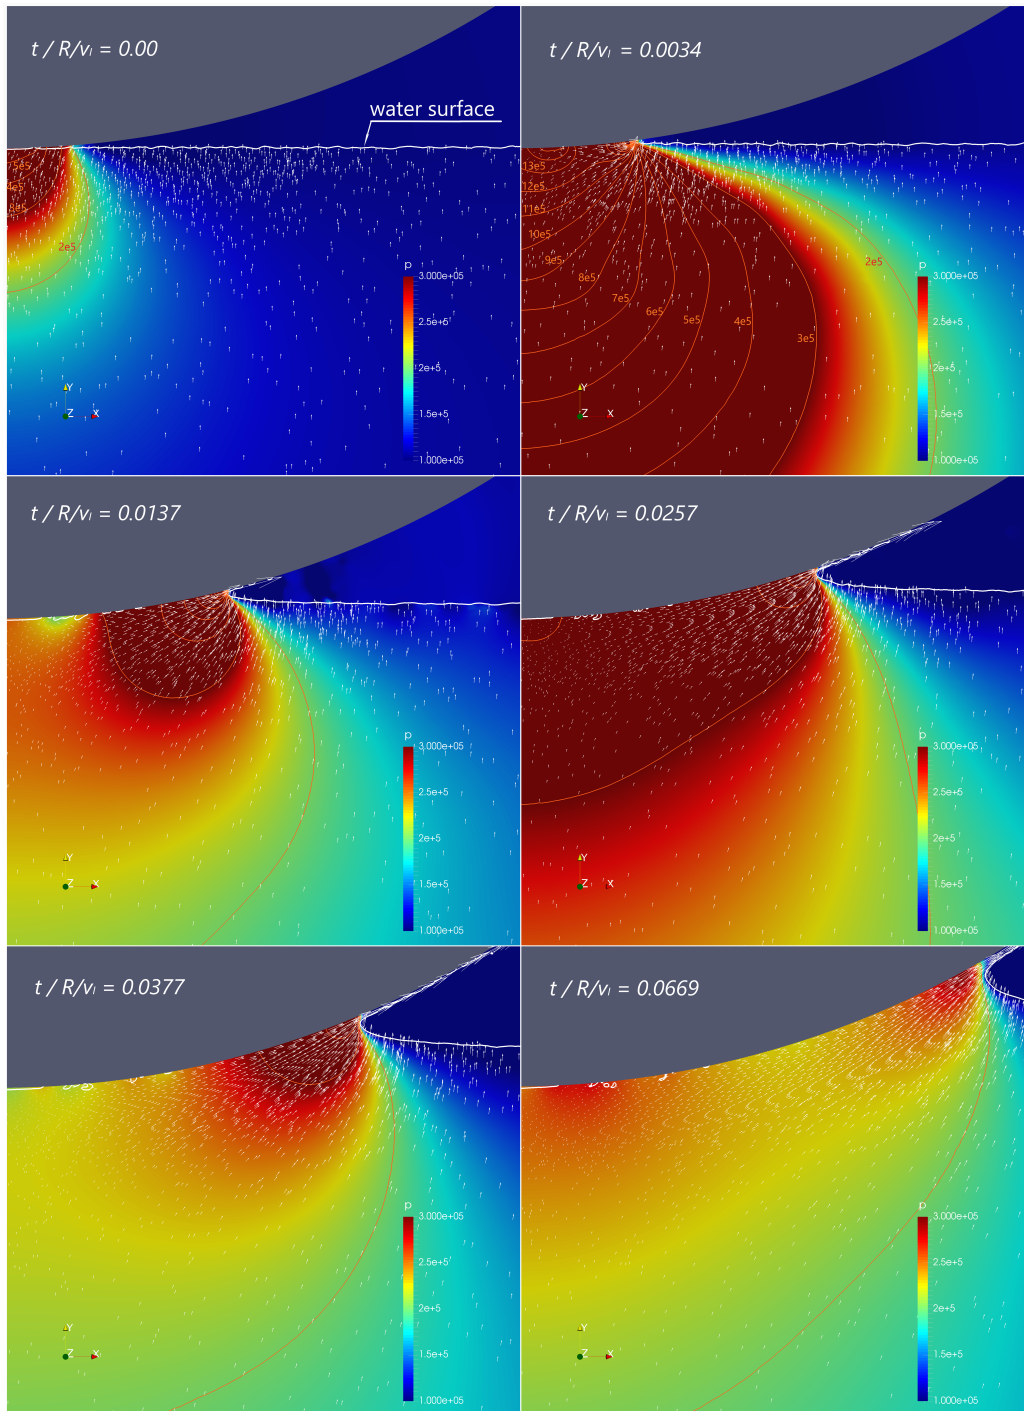 t / R/vₗ = 0.00
water surface
2e5
p
3.000e+05
2.5e+5
2e+5
1.5e+5
1.000e+05
Y
Z X
t / R/vₗ = 0.0034
13e5
12e5
11e5
10e5
9e5
8e5
7e5
6e5
5e5
4e5
3e5
2e5
p
3.000e+05
2.5e+5
2e+5
1.5e+5
1.000e+05
Y
Z X
t / R/vₗ = 0.0137
p
3.000e+05
2.5e+5
2e+5
1.5e+5
1.000e+05
Y
Z X
t / R/vₗ = 0.0257
p
3.000e+05
2.5e+5
2e+5
1.5e+5
1.000e+05
Y
Z X
t / R/vₗ = 0.0377
p
3.000e+05
2.5e+5
2e+5
1.5e+5
1.000e+05
Y
Z X
t / R/vₗ = 0.0669
p
3.000e+05
2.5e+5
2e+5
1.5e+5
1.000e+05
Y
Z X